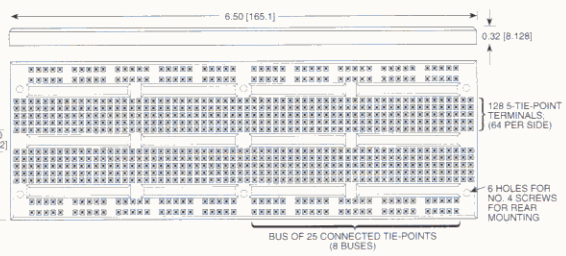 6.50 [165.1]
0.32 [8.128]
128 5-TIE-POINT
TERMINALS,
(64 PER SIDE)
2]
6 HOLES FOR
NO. 4 SCREWS
FOR REAR
MOUNTING
BUS OF 25 CONNECTED TIE-POINTS
(8 BUSES)